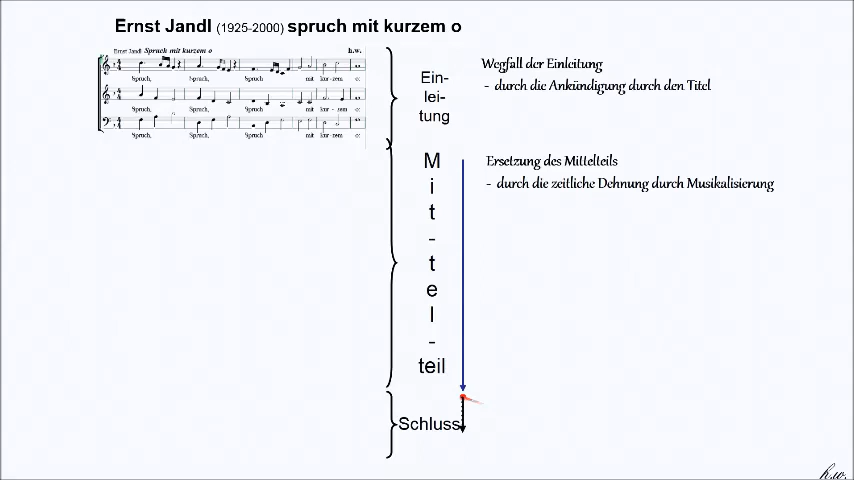 Ernst Jandl (1925-2000) spruch mit kurzem o
Ernst Jandl Spruch mit kurzem o h.w.
Spruch, Spruch, Spruch mit kur - zem o:
Spruch, Spruch, Spruch mit kur - zem o:
Spruch, Spruch, Spruch mit kur - zem o:
Ein-
lei-
tung
Wegfall der Einleitung
- durch die Ankündigung durch den Titel
M
i
t
-
t
e
l
-
teil
Ersetzung des Mittelteils
- durch die zeitliche Dehnung durch Musikalisierung
Schluss
h.w.